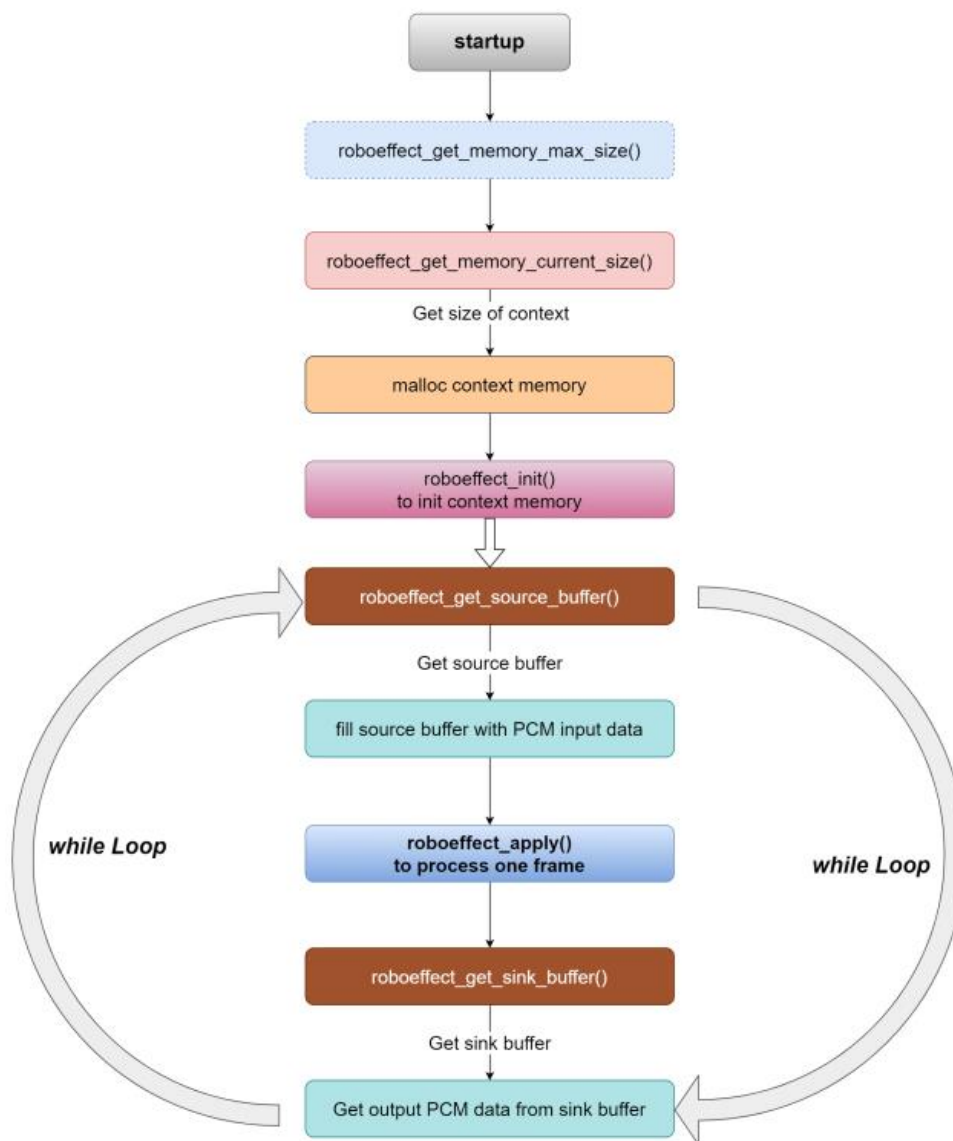 startup
roboeffect_get_memory_max_size()
roboeffect_get_memory_current_size()
Get size of context
malloc context memory
roboeffect_init()
to init context memory
roboeffect_get_source_buffer()
Get source buffer
fill source buffer with PCM input data
while Loop
roboeffect_apply()
to process one frame
while Loop
roboeffect_get_sink_buffer()
Get sink buffer
Get output PCM data from sink buffer